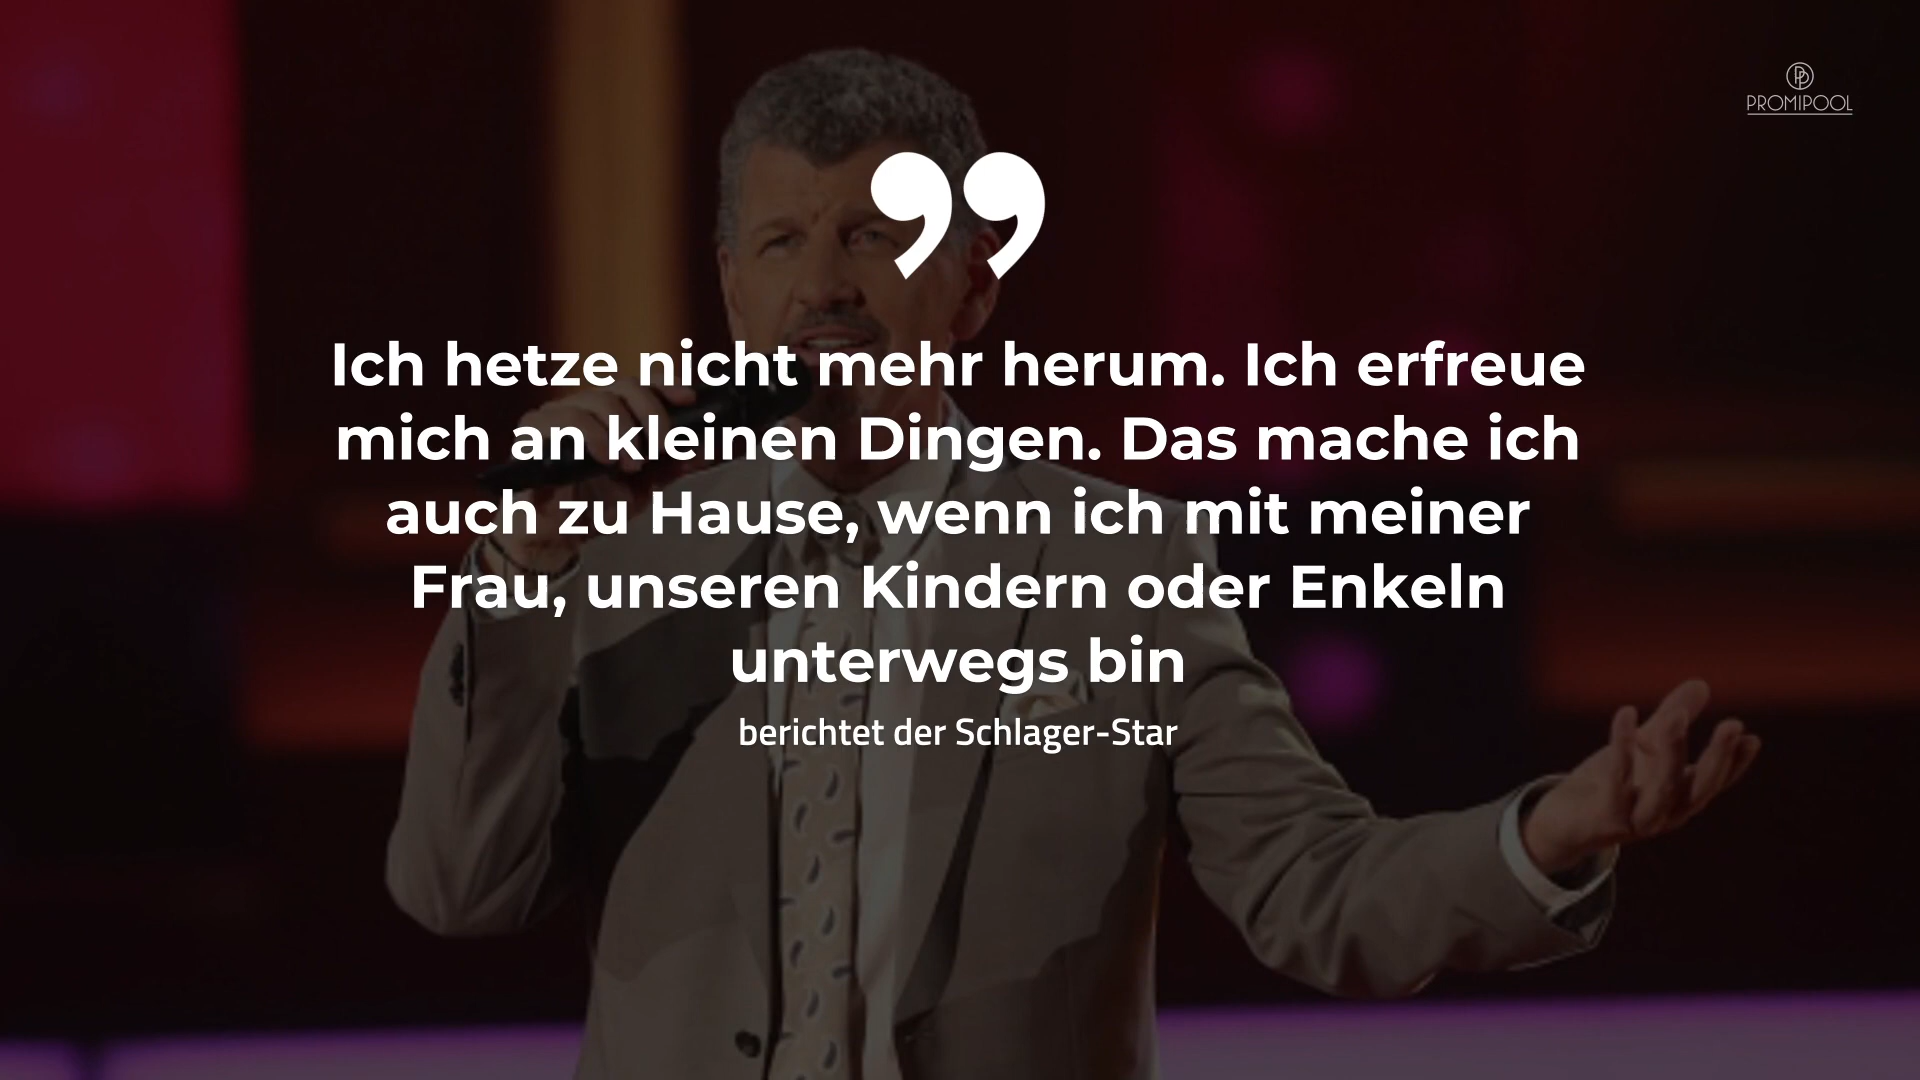 PROMIPOOL
”
Ich hetze nicht mehr herum. Ich erfreue
mich an kleinen Dingen. Das mache ich
auch zu Hause, wenn ich mit meiner
Frau, unseren Kindern oder Enkeln
unterwegs bin
berichtet der Schlager-Star